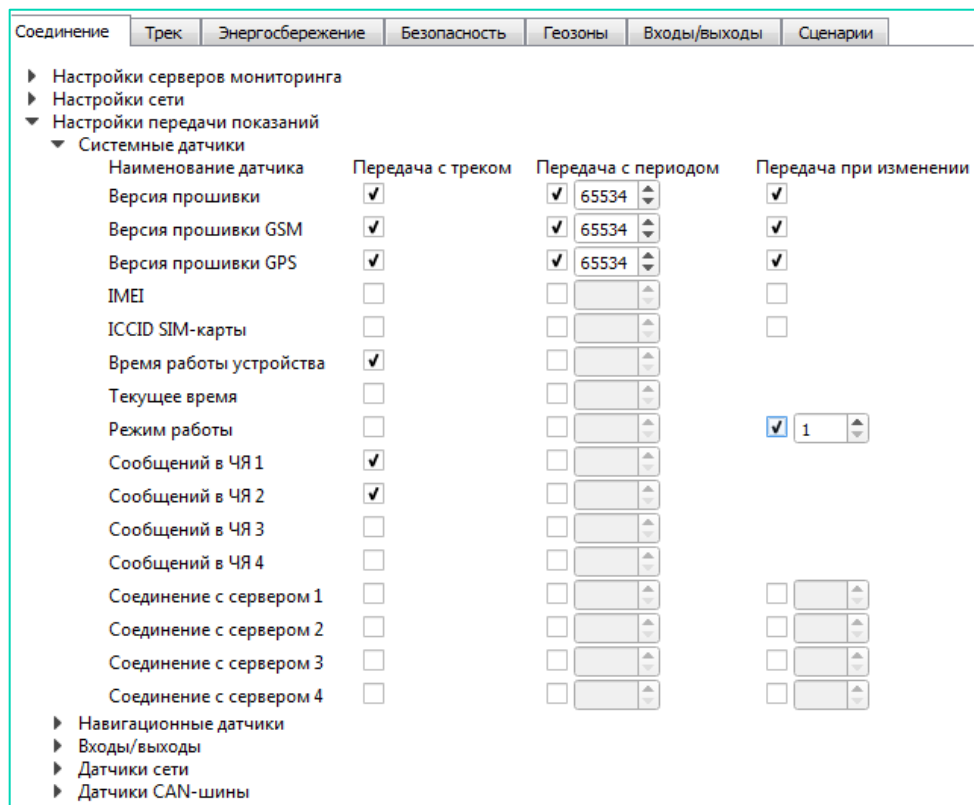 Соединение Трек Энергосбережение Безопасность Геозоны Входы/выходы Сценарии
Настройки серверов мониторинга
Настройки сети
Настройки передачи показаний
Системные датчики
Наименование датчика Передача с треком Передача с периодом Передача при изменении
Версия прошивки 65534
Версия прошивки GSM 65534
Версия прошивки GPS 65534
IMEI
ICCID SIM-карты
Время работы устройства
Текущее время
Режим работы 1
Сообщений в ЧЯ 1
Сообщений в ЧЯ 2
Сообщений в ЧЯ 3
Сообщений в ЧЯ 4
Соединение с сервером 1
Соединение с сервером 2
Соединение с сервером 3
Соединение с сервером 4
Навигационные датчики
Входы/выходы
Датчики сети
Датчики CAN-шины